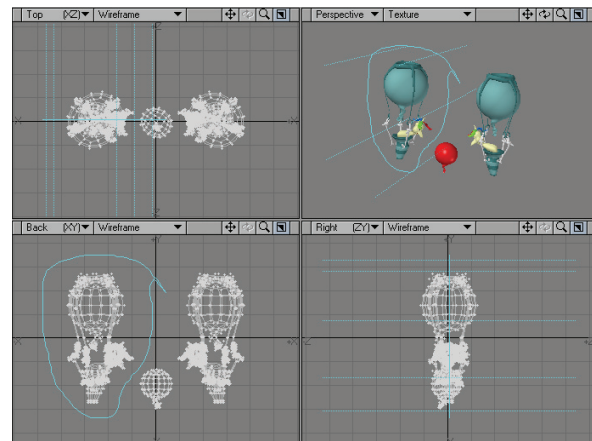 Top (XZ) Wireframe
Perspective Texture
Back (XY) Wireframe
Right (ZY) Wireframe